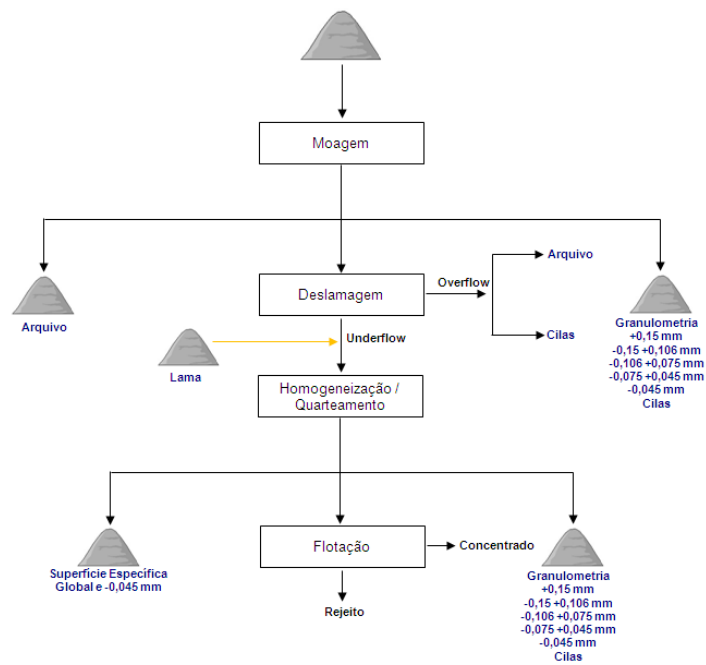 Moagem
Arquivo
Deslamagem
Overflow
Arquivo
Cilas
Granulometria
+0,15 mm
-0,15 +0,106 mm
-0,106 +0,075 mm
-0,075 +0,045 mm
-0,045 mm
Cilas
Underflow
Lama
Homogeneização /
Quarteamento
Superfície Específica
Global e -0,045 mm
Flotação
Concentrado
Rejeito
Granulometria
+0,15 mm
-0,15 +0,106 mm
-0,106 +0,075 mm
-0,075 +0,045 mm
-0,045 mm
Cilas